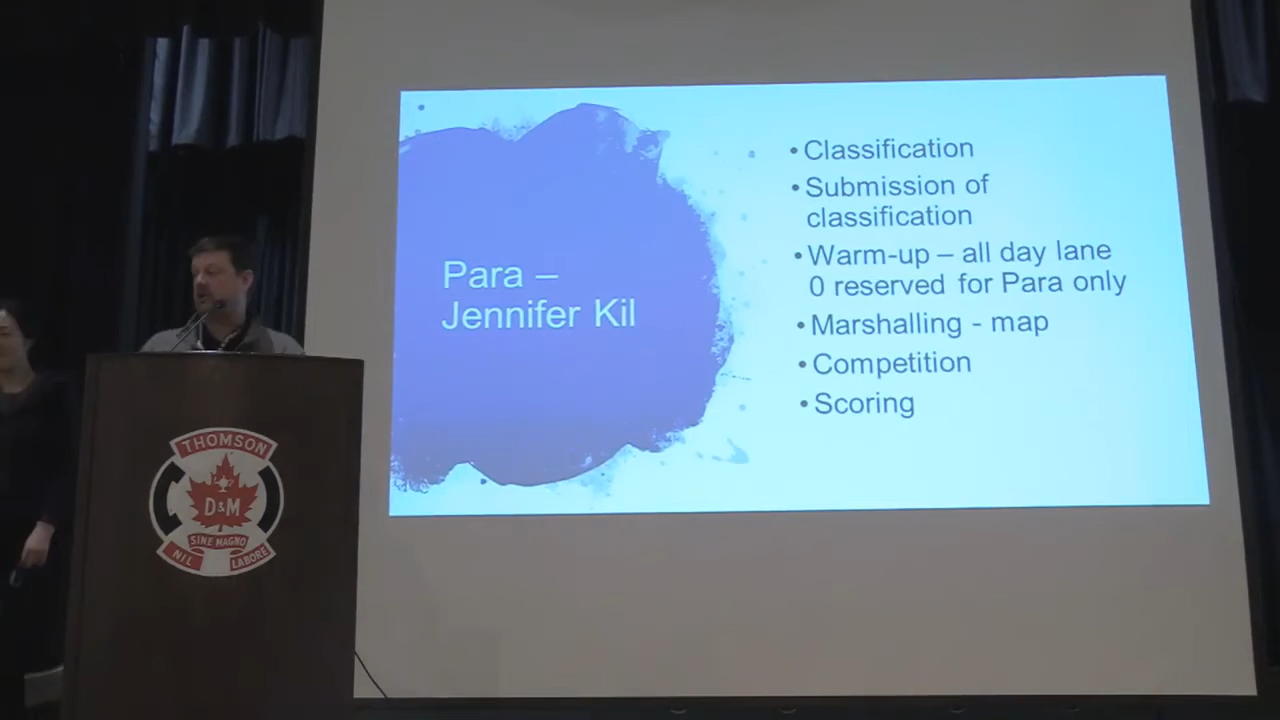 Para –
Jennifer Kil
• Classification
• Submission of
classification
• Warm-up – all day lane
0 reserved for Para only
• Marshalling - map
• Competition
• Scoring
THOMSON
D&M
SINE MAGNO
NIL
LABORE